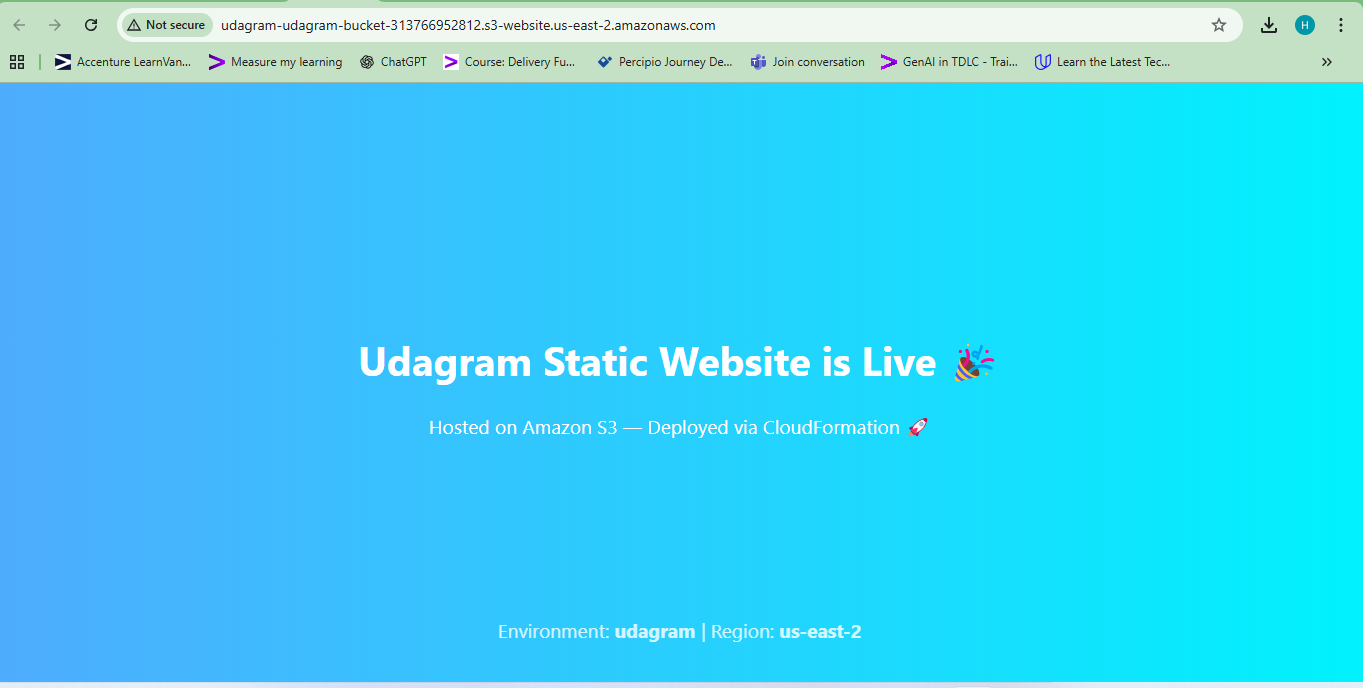 Not secure udagram-udagram-bucket-313766952812.s3-website.us-east-2.amazonaws.com H
Accenture LearnVan... Measure my learning ChatGPT Course: Delivery Fu... Percipio Journey De... Join conversation GenAI in TDLC - Trai... Learn the Latest Tec... »
Udagram Static Website is Live 🎉
Hosted on Amazon S3 — Deployed via CloudFormation 🚀
Environment: udagram | Region: us-east-2